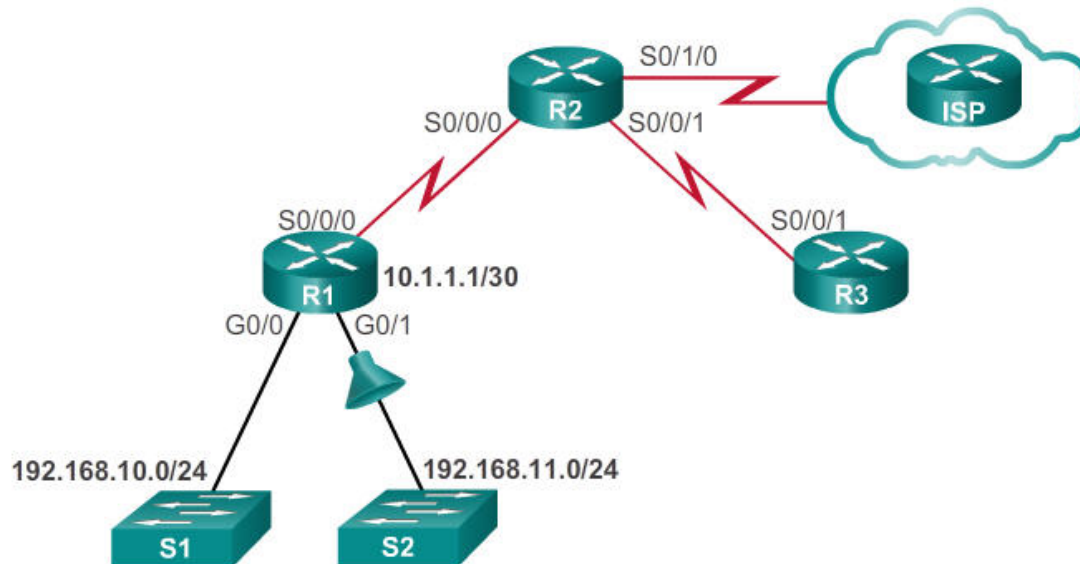 S0/1/0
R2
ISP
S0/0/0
S0/0/1
S0/0/0
S0/0/1
R1
10.1.1.1/30
R3
G0/0
G0/1
192.168.10.0/24
192.168.11.0/24
S1
S2